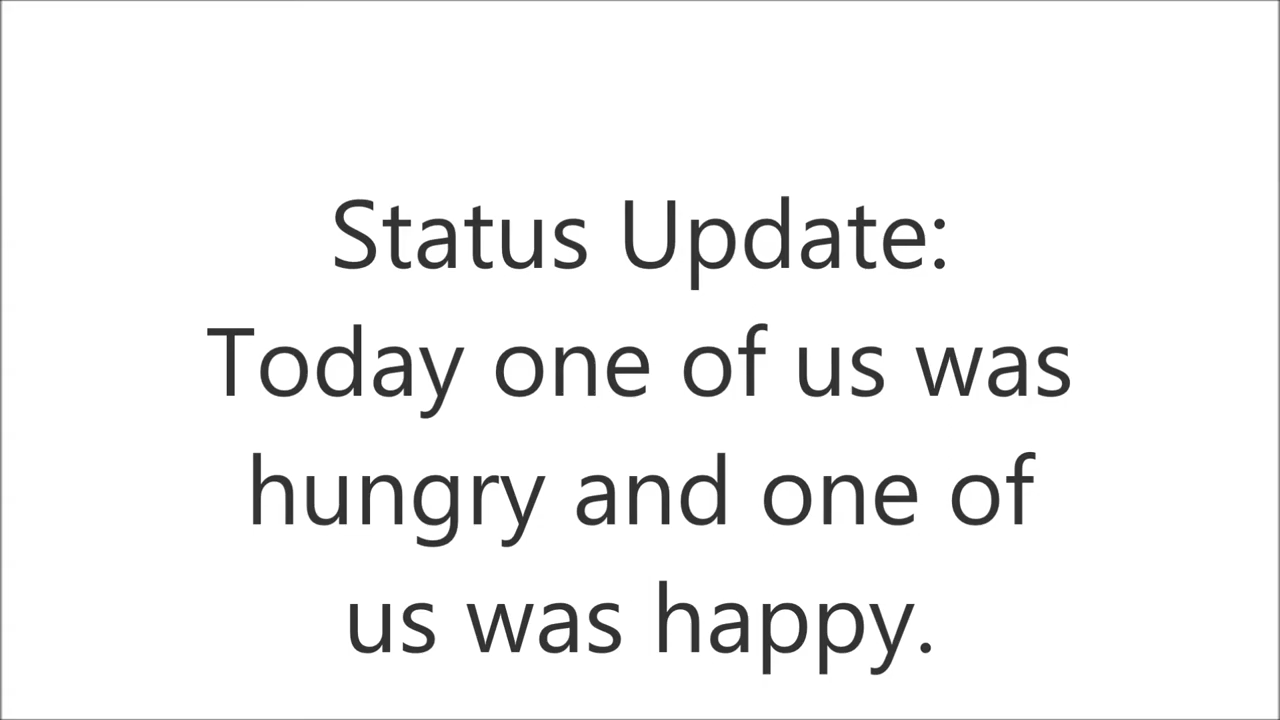 Status Update:
Today one of us was
hungry and one of
us was happy.